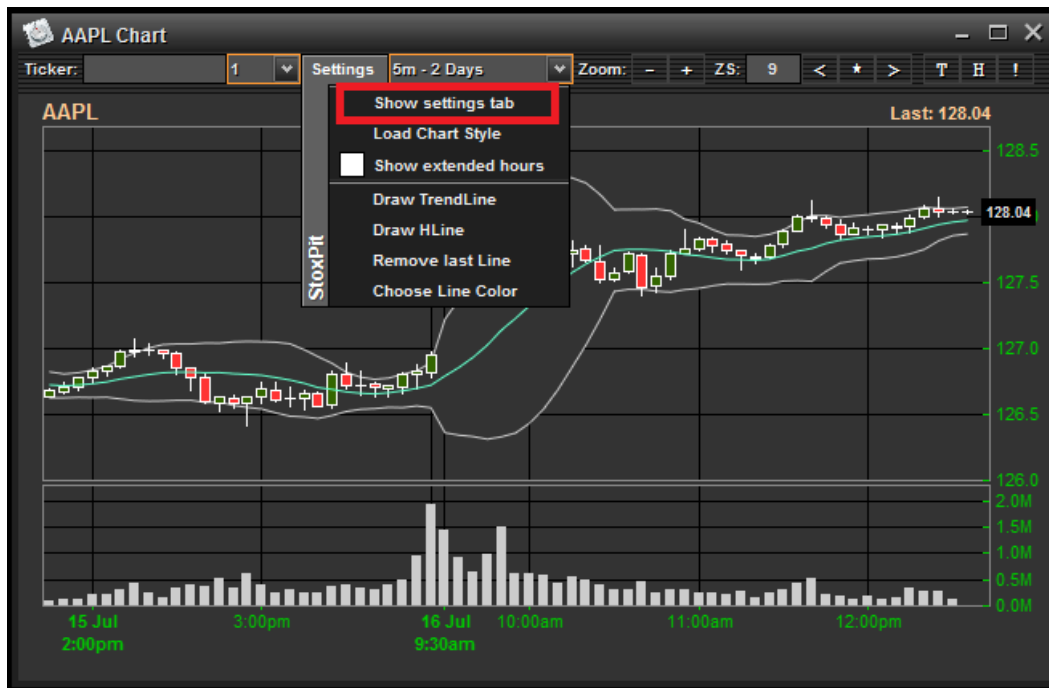 AAPL Chart
Ticker: 1 Settings 5m - 2 Days Zoom: - + ZS: 9 < * > T H !
AAPL
Last: 128.04
Show settings tab
Load Chart Style
Show extended hours
Draw TrendLine
Draw HLine
Remove last Line
Choose Line Color
StoxPit
128.5
128.04
127.5
127.0
126.5
126.0
2.0M
1.5M
1.0M
0.5M
0.0M
15 Jul 3:00pm 16 Jul 10:00am 11:00am 12:00pm
2:00pm 9:30am